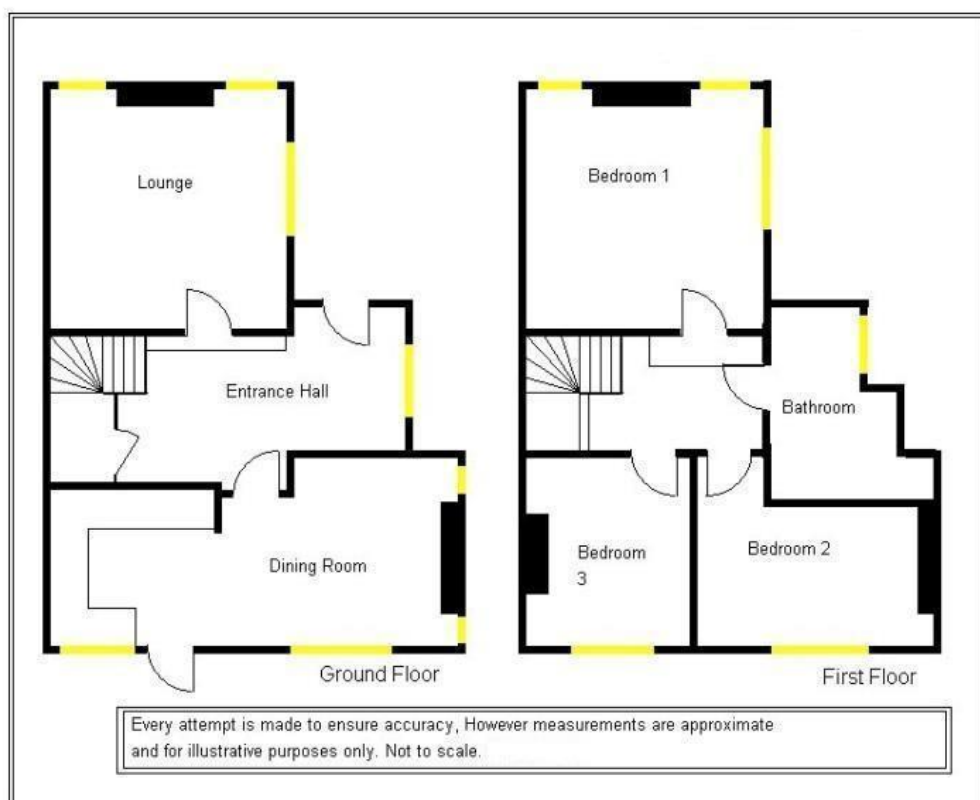 Lounge
Bedroom 1
Entrance Hall
Bathroom
Dining Room
Bedroom
3
Bedroom 2
Ground Floor
First Floor
Every attempt is made to ensure accuracy, However measurements are approximate
and for illustrative purposes only. Not to scale.